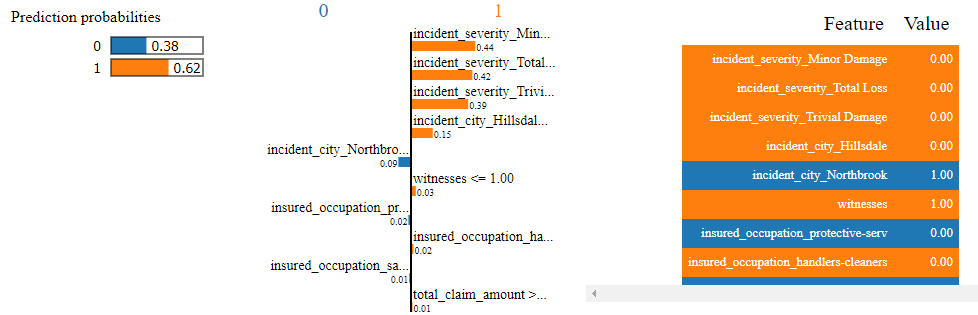 Prediction probabilities
0 0.38
1 0.62
0 1
incident_severity_Min...
0.44
incident_severity_Total...
0.42
incident_severity_Trivi...
0.39
incident_city_Hillsdal...
0.15
incident_city_Northbro...
0.09
witnesses <= 1.00
0.03
insured_occupation_pr...
0.02
insured_occupation_ha...
0.02
insured_occupation_sa...
0.01
total_claim_amount >...
0.01
Feature Value
incident_severity_Minor Damage 0.00
incident_severity_Total Loss 0.00
incident_severity_Trivial Damage 0.00
incident_city_Hillsdale 0.00
incident_city_Northbrook 1.00
witnesses 1.00
insured_occupation_protective-serv 0.00
insured_occupation_handlers-cleaners 0.00